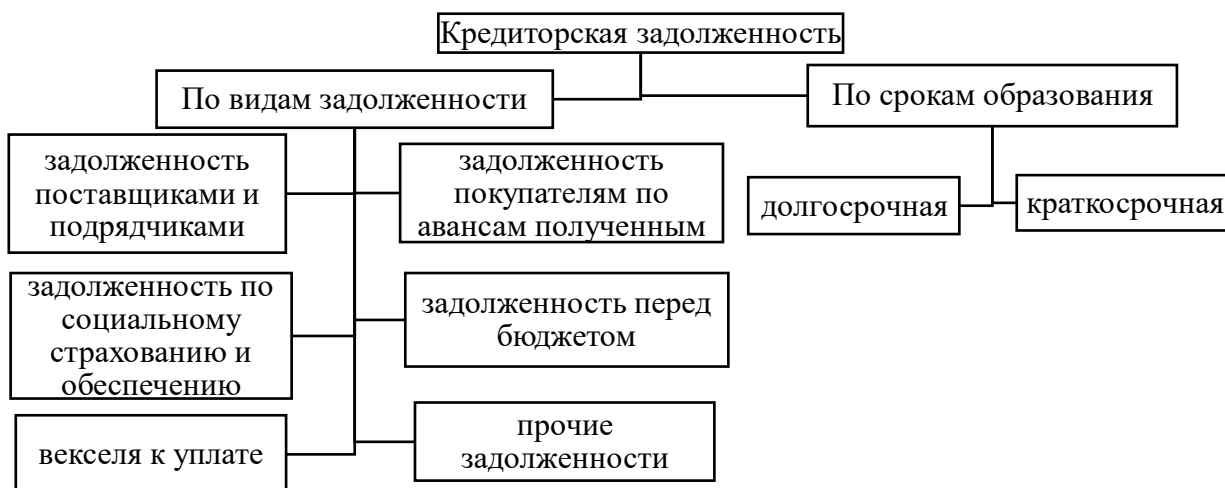 Кредиторская задолженность
По видам задолженности
По срокам образования
задолженность
поставщиками и
подрядчиками
задолженность
покупателям по
авансам полученным
долгосрочная
краткосрочная
задолженность по
социальному
страхованию и
обеспечению
задолженность перед
бюджетом
векселя к уплате
прочие
задолженности